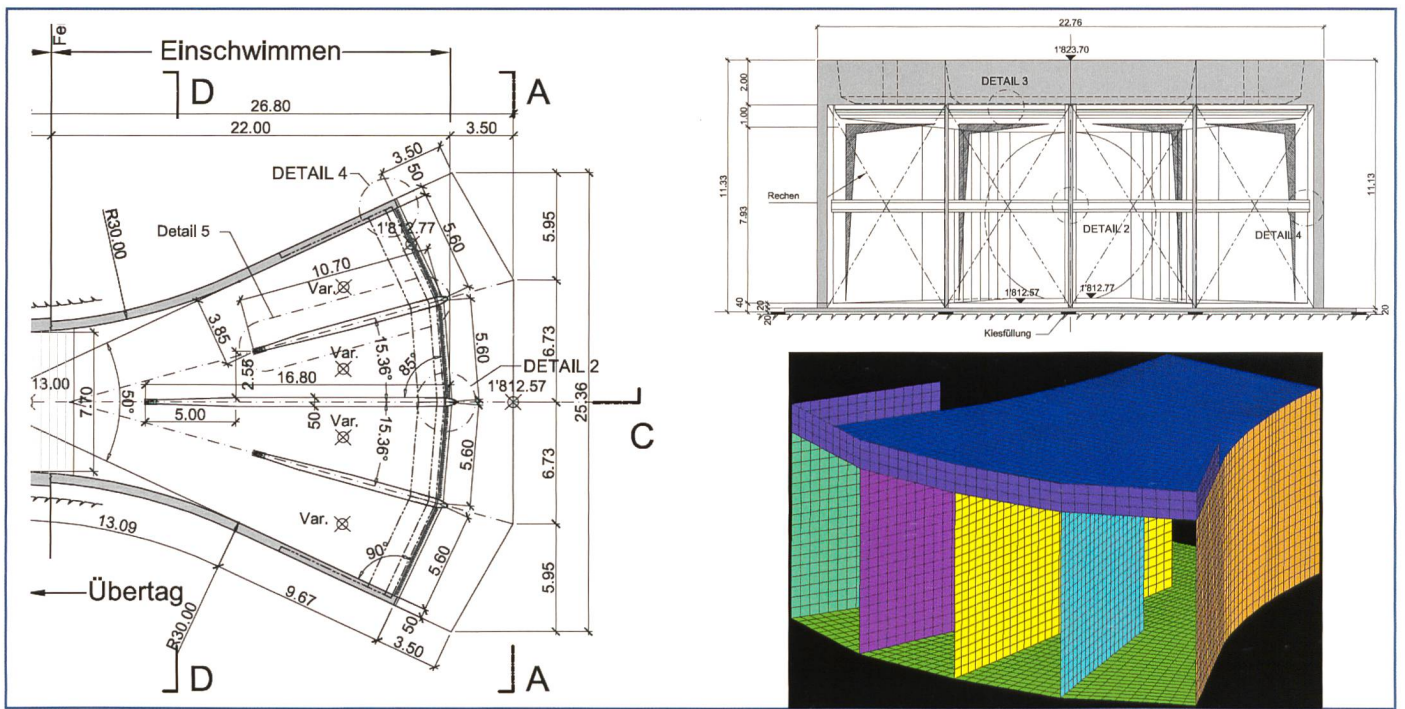 Fe
Einschwimmen
D
A
26.80
22.00
3.50
3.50
DETAIL 4
50
1'812.77
5.60
5.95
R30.00
Detail 5
10.70
Var.
3.85
2.55
15.36°
85°
5.60
6.73
Var.
DETAIL 2
16.80
1'812.57
13.00
7.70
50°
5.00
50
25.36
C
Var.
15.36°
5.60
6.73
Var.
13.09
90°
5.60
5.95
Übertag
9.67
R30.00
50
3.50
D
A
22.76
1'823.70
2.00
DETAIL 3
1.00
11.33
Rechen
7.93
11.13
DETAIL 2
DETAIL 4
1'812.57
1'812.77
40
20
20
20
Kiesfüllung